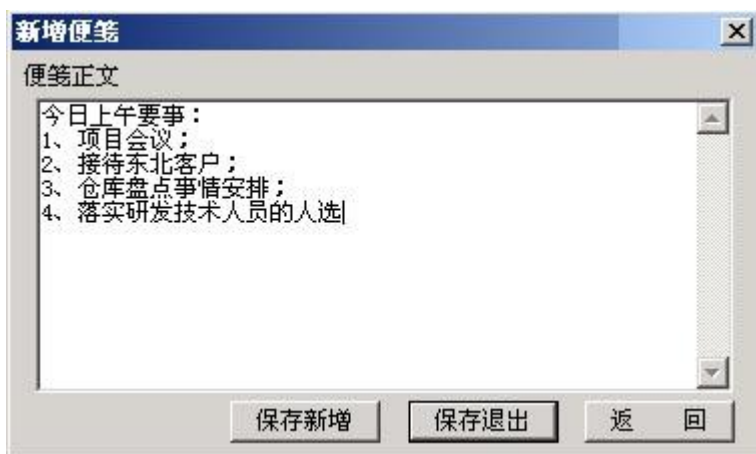 新增便笺
便笺正文
今日上午要事：
1、项目会议；
2、接待东北客户；
3、仓库盘点事情安排；
4、落实研发技术人员的人选
保存新增 保存退出 返 回